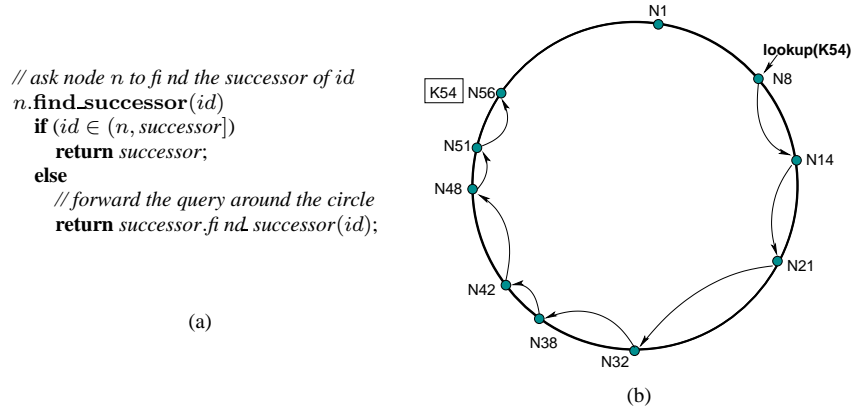 // ask node n to find the successor of id
n.find_successor(id)
if (id ∈ (n, successor])
return successor;
else
// forward the query around the circle
return successor.find_successor(id);
(a)
N1
lookup(K54)
N8
K54 N56
N51
N14
N48
N21
N42
N38
N32
(b)